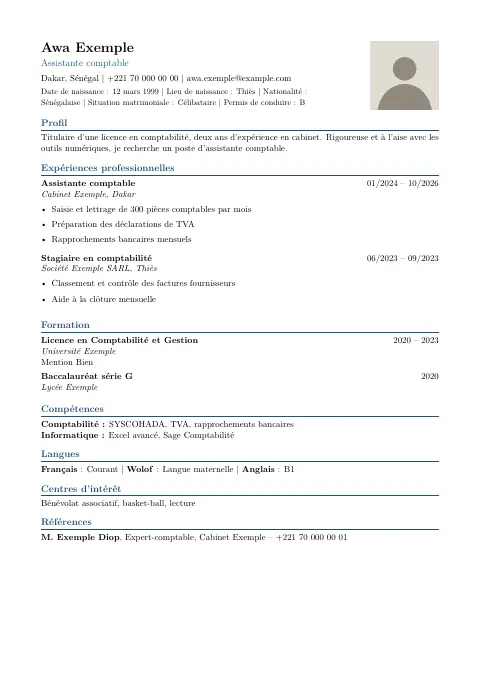 Awa Exemple
Assistante comptable
Dakar, Sénégal | +221 70 000 00 00 | awa.exemple@example.com
Date de naissance : 12 mars 1999 | Lieu de naissance : Thiès | Nationalité :
Sénégalaise | Situation matrimoniale : Célibataire | Permis de conduire : B
Profil
Titulaire d'une licence en comptabilité, deux ans d'expérience en cabinet. Rigoureuse et à l'aise avec les
outils numériques, je recherche un poste d'assistante comptable.
Expériences professionnelles
Assistante comptable 01/2024 – 10/2026
Cabinet Exemple, Dakar
• Saisie et lettrage de 300 pièces comptables par mois
• Préparation des déclarations de TVA
• Rapprochements bancaires mensuels
Stagiaire en comptabilité 06/2023 – 09/2023
Société Exemple SARL, Thiès
• Classement et contrôle des factures fournisseurs
• Aide à la clôture mensuelle
Formation
Licence en Comptabilité et Gestion 2020 – 2023
Université Exemple
Mention Bien
Baccalauréat série G 2020
Lycée Exemple
Compétences
Comptabilité : SYSCOHADA, TVA, rapprochements bancaires
Informatique : Excel avancé, Sage Comptabilité
Langues
Français : Courant | Wolof : Langue maternelle | Anglais : B1
Centres d'intérêt
Bénévolat associatif, basket-ball, lecture
Références
M. Exemple Diop, Expert-comptable, Cabinet Exemple – +221 70 000 00 01